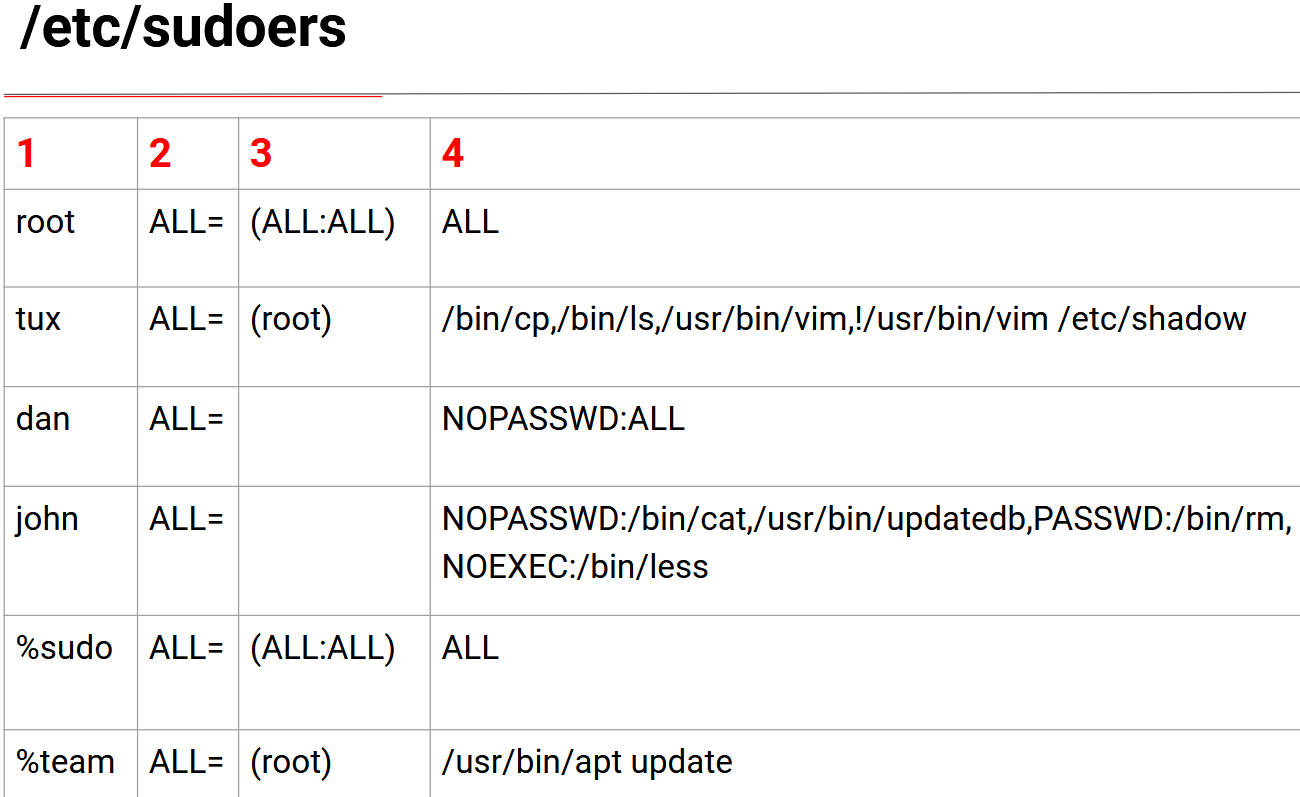 /etc/sudoers
1 2 3 4
root ALL= (ALL:ALL) ALL
tux ALL= (root) /bin/cp,/bin/ls,/usr/bin/vim,!/usr/bin/vim /etc/shadow
dan ALL= NOPASSWD:ALL
john ALL= NOPASSWD:/bin/cat,/usr/bin/updatedb,PASSWD:/bin/rm,
NOEXEC:/bin/less
%sudo ALL= (ALL:ALL) ALL
%team ALL= (root) /usr/bin/apt update